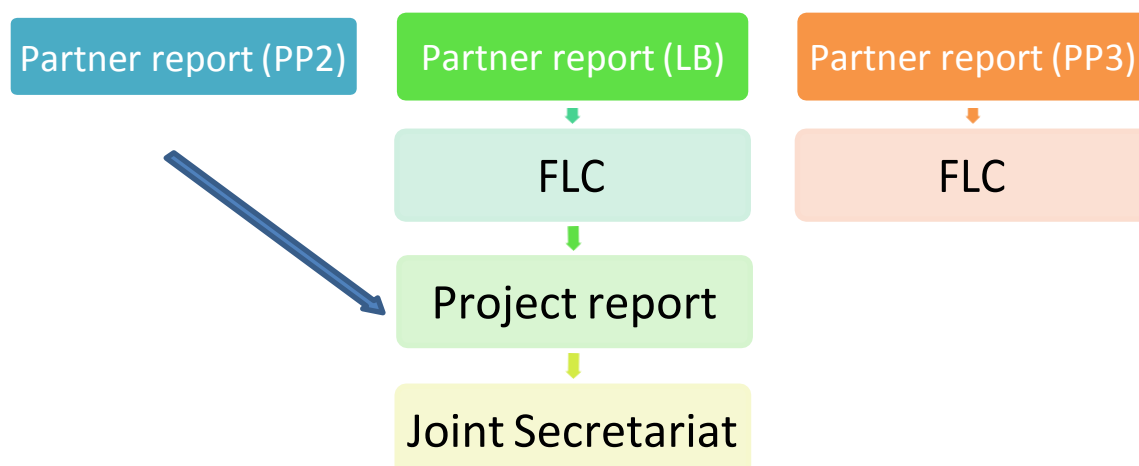 Partner report (PP2)
Partner report (LB)
Partner report (PP3)
FLC
FLC
Project report
Joint Secretariat